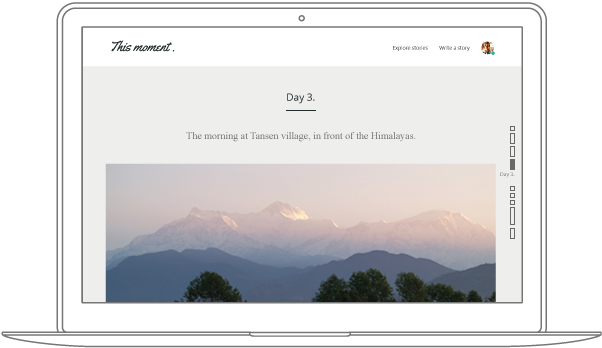 This moment .
Explore stories
Write a story
Day 3.
The morning at Tansen village, in front of the Himalayas.
Day 3.